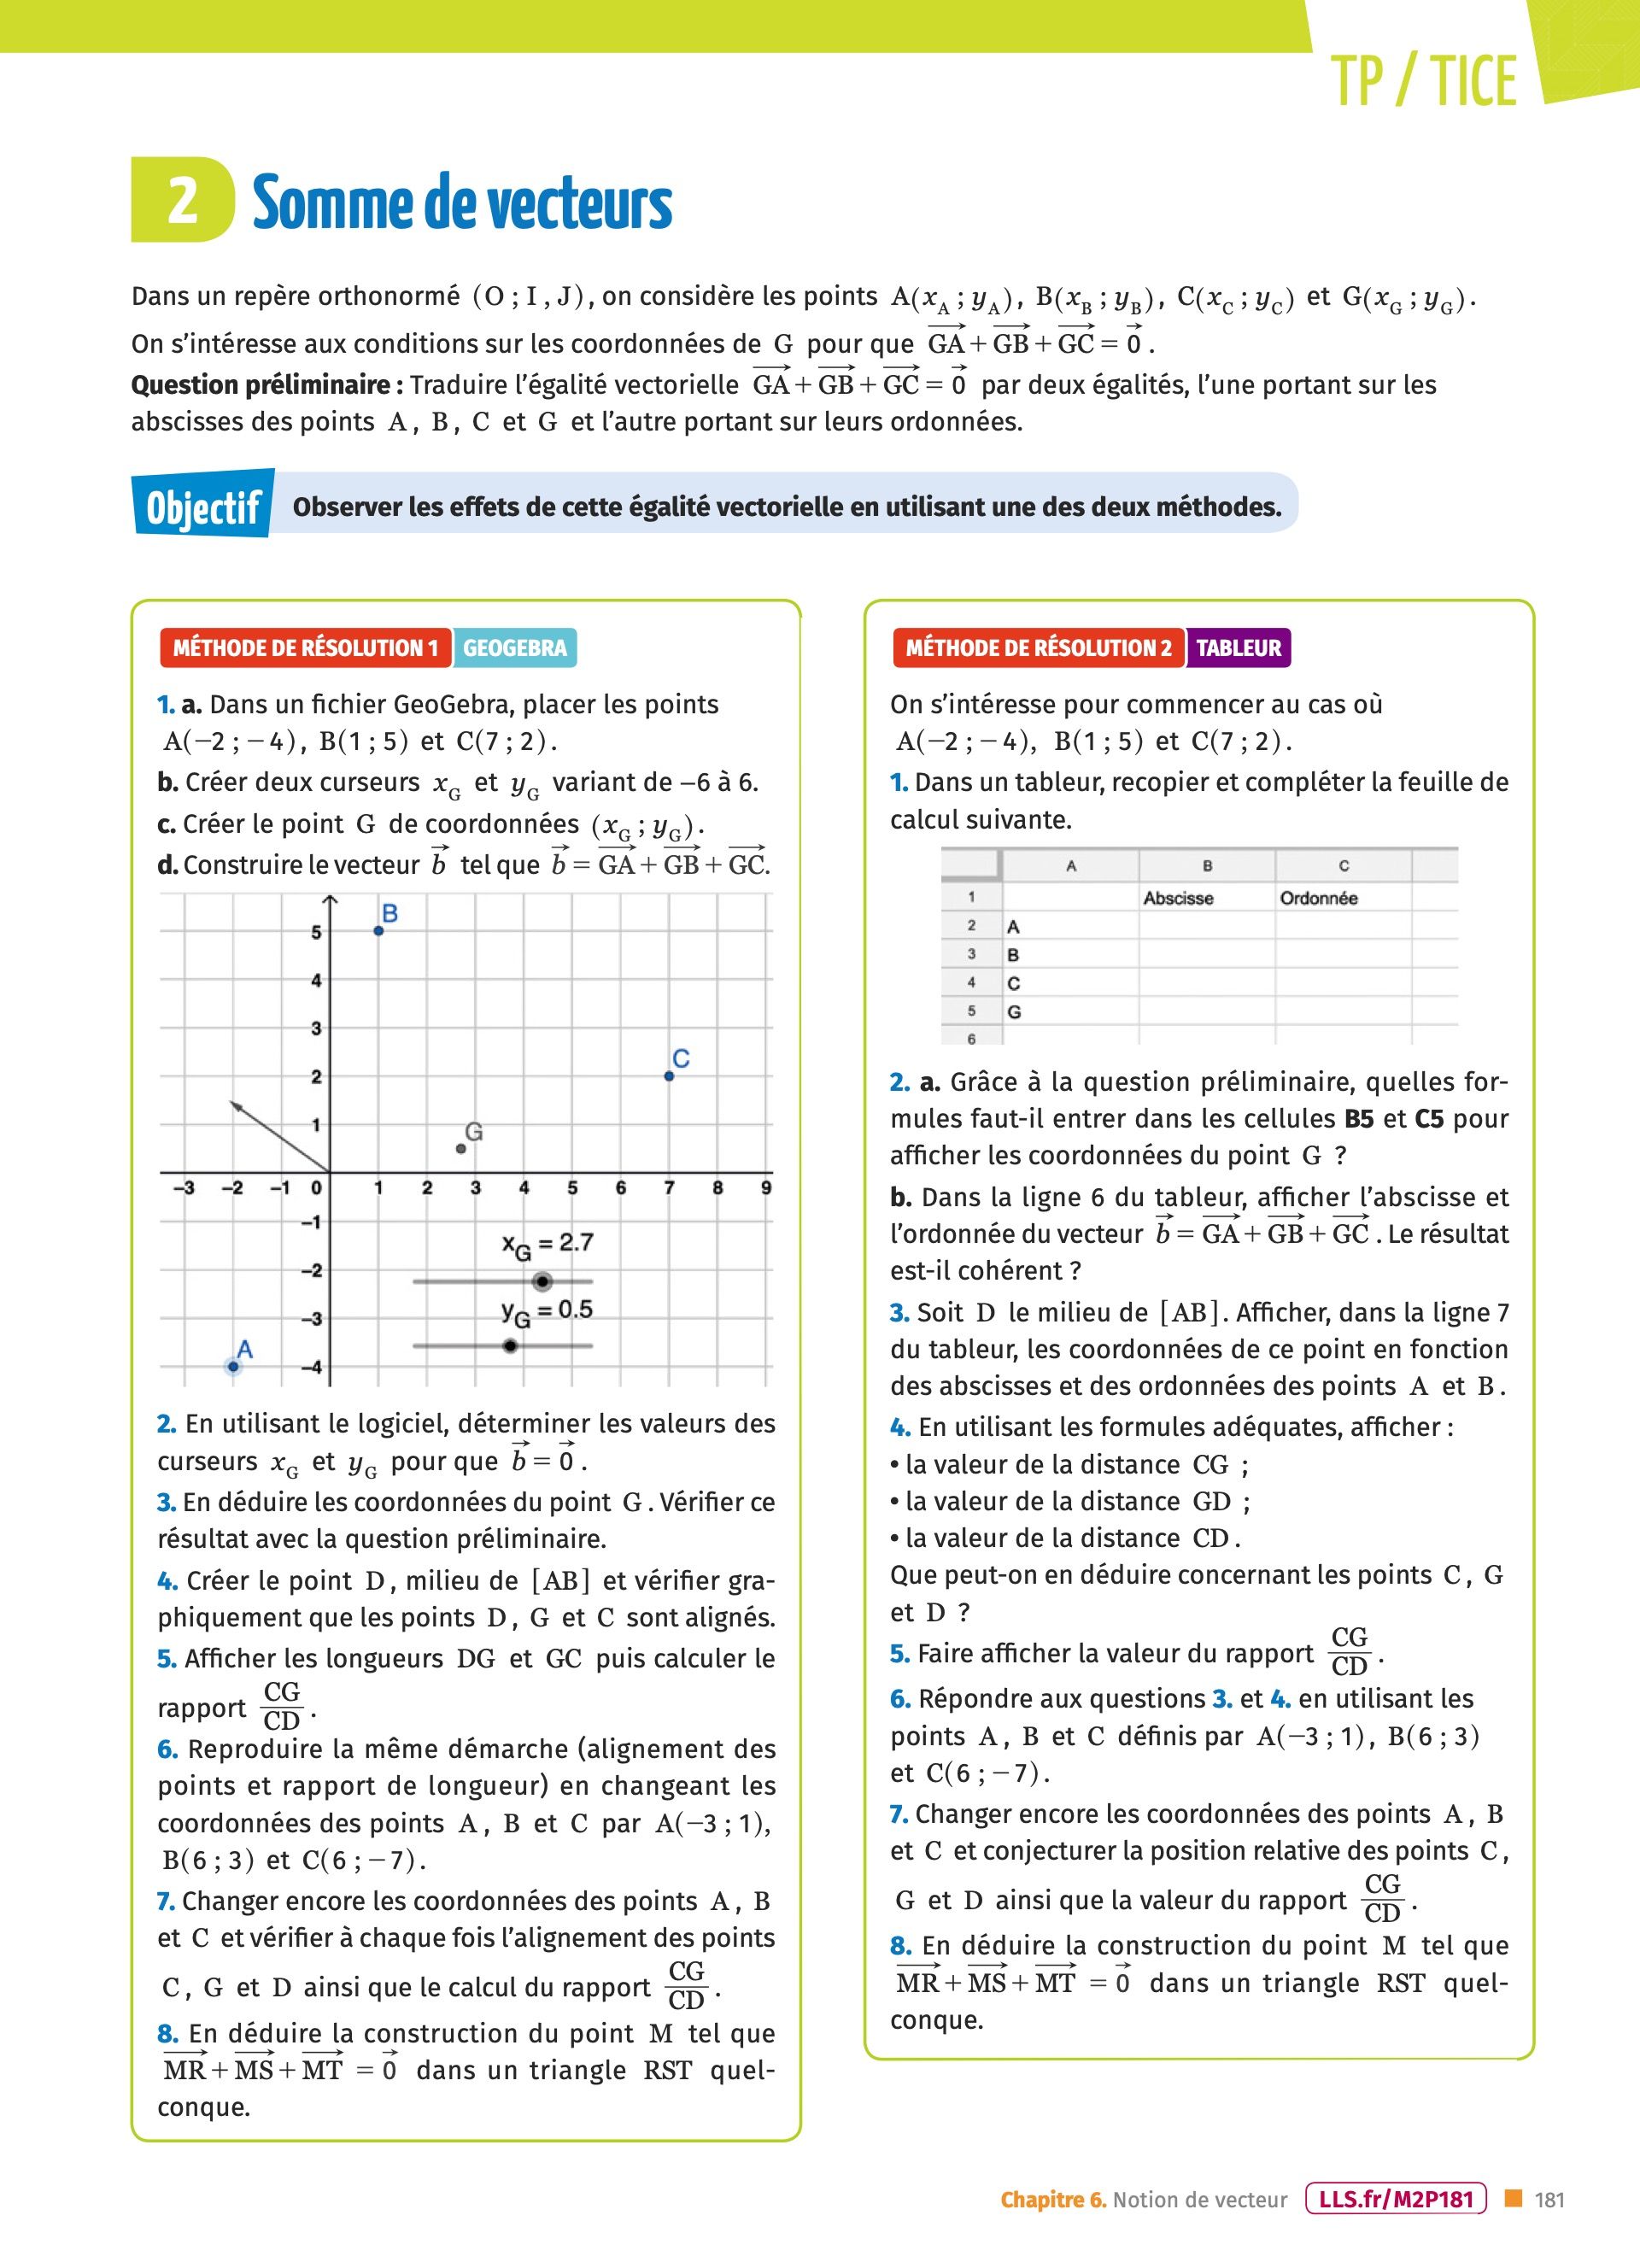 TP / TICE
2 Somme de vecteurs
Dans un repère orthonormé (O ; I , J), on considère les points A(x_A ; y_A), B(x_B ; y_B), C(x_C ; y_C) et G(x_G ; y_G).
On s’intéresse aux conditions sur les coordonnées de G pour que \overrightarrow{GA} + \overrightarrow{GB} + \overrightarrow{GC} = \vec{0} .
Question préliminaire : Traduire l’égalité vectorielle \overrightarrow{GA} + \overrightarrow{GB} + \overrightarrow{GC} = \vec{0} par deux égalités, l’une portant sur les
abscisses des points A , B , C et G et l’autre portant sur leurs ordonnées.
Objectif Observer les effets de cette égalité vectorielle en utilisant une des deux méthodes.
MÉTHODE DE RÉSOLUTION 1 GEOGEBRA
1. a. Dans un fichier GeoGebra, placer les points
A(−2 ; − 4), B(1 ; 5) et C(7 ; 2).
b. Créer deux curseurs x_G et y_G variant de −6 à 6.
c. Créer le point G de coordonnées (x_G ; y_G).
d. Construire le vecteur \vec{b} tel que \vec{b} = \overrightarrow{GA} + \overrightarrow{GB} + \overrightarrow{GC}.
B
5
4
3
C
2
1
G
−3 −2 −1 0 1 2 3 4 5 6 7 8 9
−1
x_G = 2.7
−2
y_G = 0.5
−3
A
−4
2. En utilisant le logiciel, déterminer les valeurs des
curseurs x_G et y_G pour que \vec{b} = \vec{0} .
3. En déduire les coordonnées du point G . Vérifier ce
résultat avec la question préliminaire.
4. Créer le point D , milieu de [AB] et vérifier gra-
phiquement que les points D , G et C sont alignés.
5. Afficher les longueurs DG et GC puis calculer le
rapport \frac{CG}{CD} .
6. Reproduire la même démarche (alignement des
points et rapport de longueur) en changeant les
coordonnées des points A , B et C par A(−3 ; 1),
B(6 ; 3) et C(6 ; − 7).
7. Changer encore les coordonnées des points A , B
et C et vérifier à chaque fois l’alignement des points
C , G et D ainsi que le calcul du rapport \frac{CG}{CD} .
8. En déduire la construction du point M tel que
\overrightarrow{MR} + \overrightarrow{MS} + \overrightarrow{MT} = \vec{0} dans un triangle RST quel-
conque.
MÉTHODE DE RÉSOLUTION 2 TABLEUR
On s’intéresse pour commencer au cas où
A(−2 ; − 4), B(1 ; 5) et C(7 ; 2).
1. Dans un tableur, recopier et compléter la feuille de
calcul suivante.
A B C
1 Abscisse Ordonnée
2 A
3 B
4 C
5 G
6
2. a. Grâce à la question préliminaire, quelles for-
mules faut-il entrer dans les cellules B5 et C5 pour
afficher les coordonnées du point G ?
b. Dans la ligne 6 du tableur, afficher l’abscisse et
l’ordonnée du vecteur \vec{b} = \overrightarrow{GA} + \overrightarrow{GB} + \overrightarrow{GC} . Le résultat
est-il cohérent ?
3. Soit D le milieu de [AB]. Afficher, dans la ligne 7
du tableur, les coordonnées de ce point en fonction
des abscisses et des ordonnées des points A et B .
4. En utilisant les formules adéquates, afficher :
• la valeur de la distance CG ;
• la valeur de la distance GD ;
• la valeur de la distance CD .
Que peut-on en déduire concernant les points C , G
et D ?
5. Faire afficher la valeur du rapport \frac{CG}{CD} .
6. Répondre aux questions 3. et 4. en utilisant les
points A , B et C définis par A(−3 ; 1), B(6 ; 3)
et C(6 ; − 7).
7. Changer encore les coordonnées des points A , B
et C et conjecturer la position relative des points C ,
G et D ainsi que la valeur du rapport \frac{CG}{CD} .
8. En déduire la construction du point M tel que
\overrightarrow{MR} + \overrightarrow{MS} + \overrightarrow{MT} = \vec{0} dans un triangle RST quel-
conque.
Chapitre 6. Notion de vecteur LLS.fr/M2P181 181